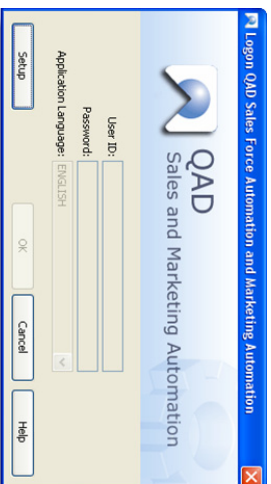 Logon QAD Sales Force Automation and Marketing Automation
QAD
Sales and Marketing Automation
User ID:
Password:
Application Language: ENGLISH
Setup OK Cancel Help